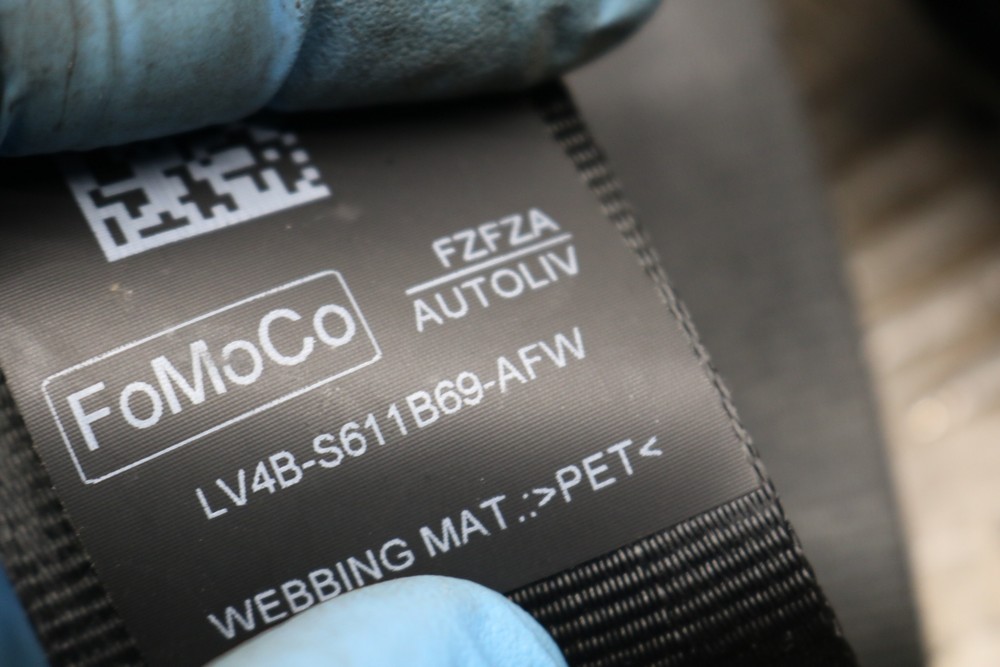 FZFZA
AUTOLIV
FoMoCo
LV4B-S611B69-AFW
WEBBING MAT.:>PET<